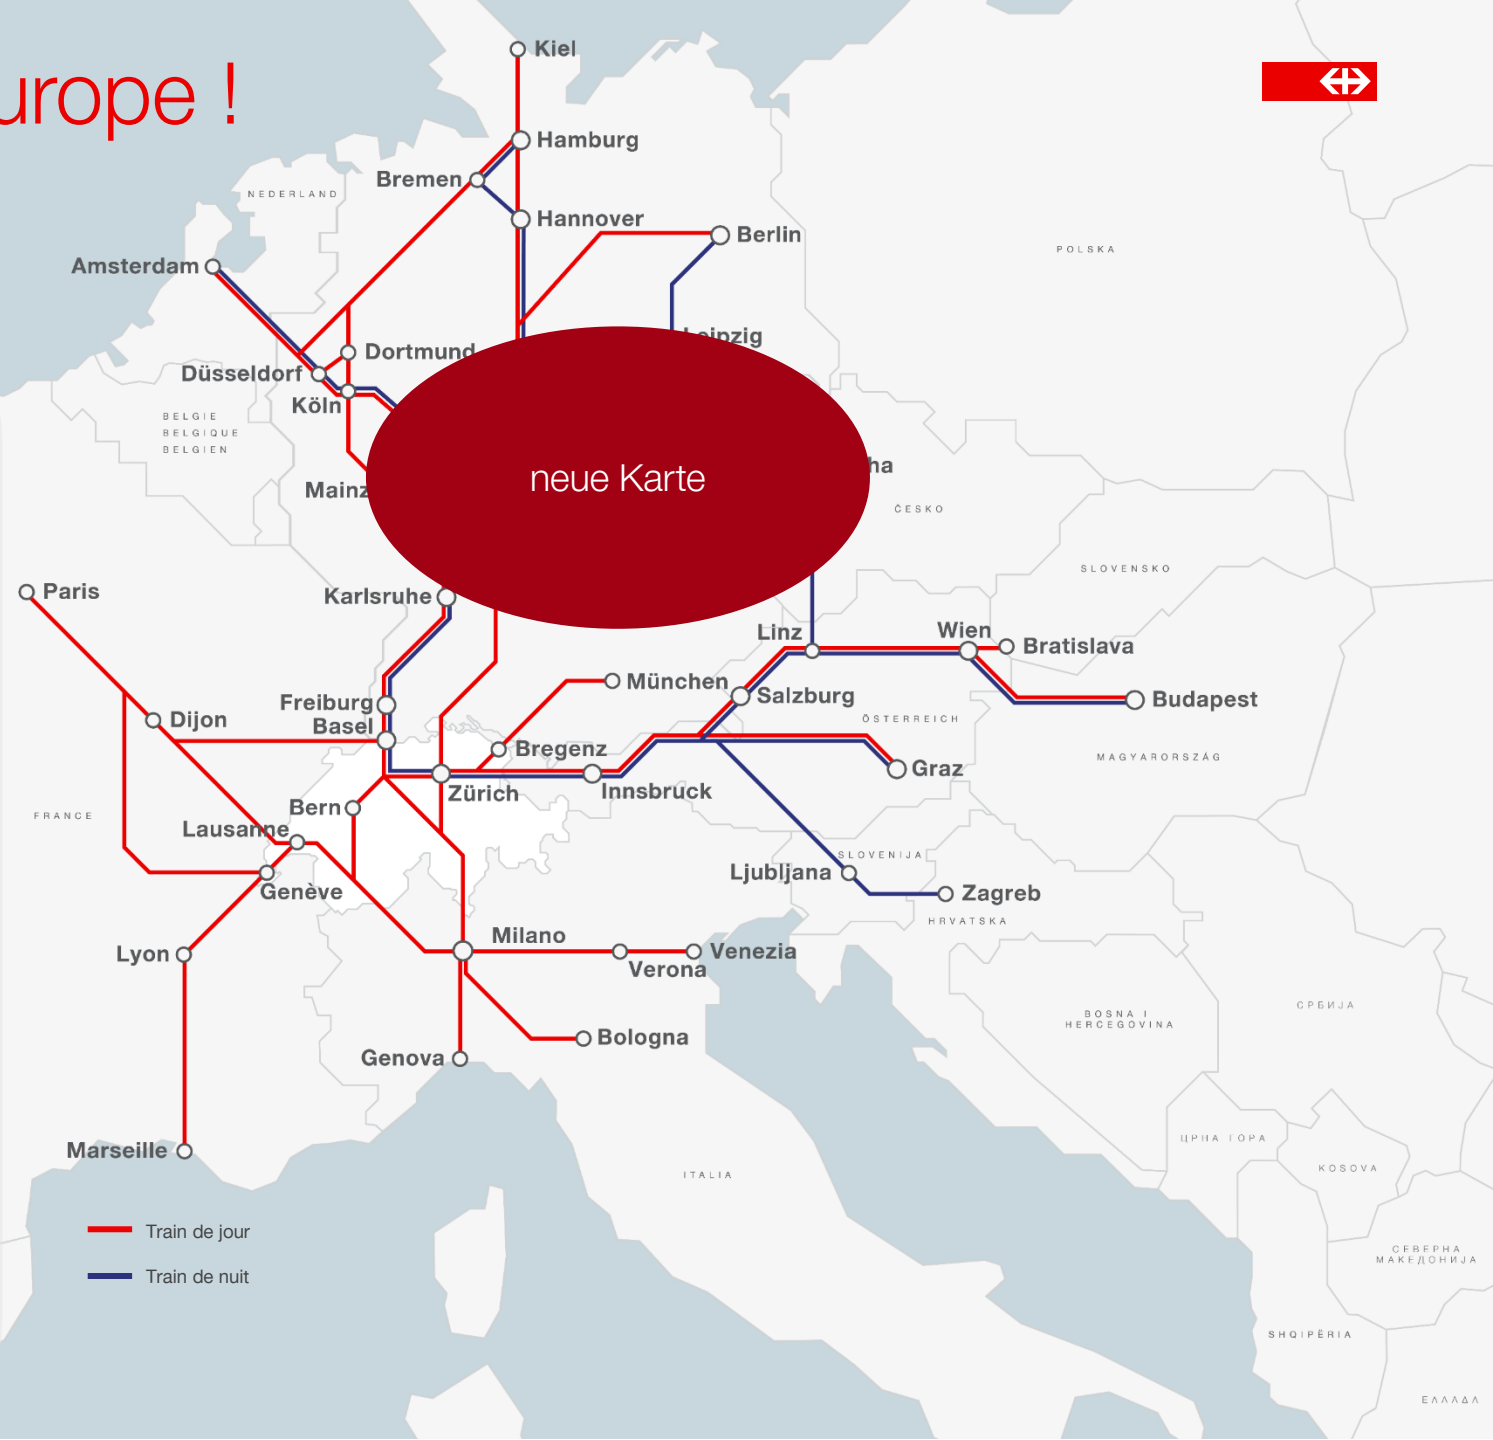 urope !
Kiel
Hamburg
Bremen
NEDERLAND
Hannover
Berlin
POLSKA
Amsterdam
Leipzig
Dortmund
Düsseldorf
Köln
BELGIE
BELGIQUE
BELGIEN
neue Karte
ha
Mainz
ČESKO
SLOVENSKO
Paris
Karlsruhe
Linz
Wien
Bratislava
München
Salzburg
Budapest
Freiburg
Dijon
ÖSTERREICH
Basel
Bregenz
MAGYARORSZÁG
Graz
Zürich
Innsbruck
Bern
FRANCE
Lausanne
SLOVENIJA
Ljubljana
Genève
Zagreb
HRVATSKA
Milano
Lyon
Venezia
Verona
СРБИЈА
BOSNA I
HERCEGOVINA
Bologna
Genova
ЦРНА ГОРА
Marseille
KOSOVA
ITALIA
Train de jour
СЕВЕРНА
МАКЕДОНИЈА
Train de nuit
SHQIPËRIA
ΕΛΛΑΔΑ